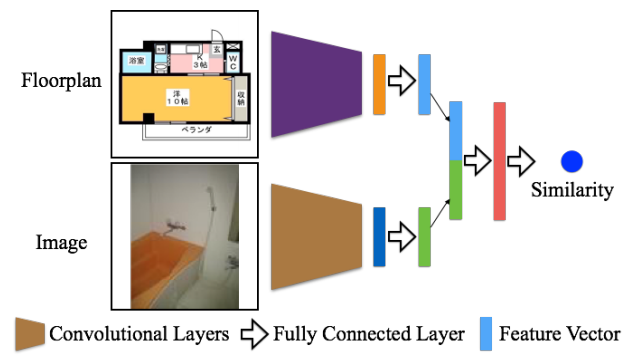 Floorplan
浴室
洗
K
3帖
玄
W
C
洋
10帖
収
納
ベランダ
Image
Similarity
Convolutional Layers
Fully Connected Layer
Feature Vector